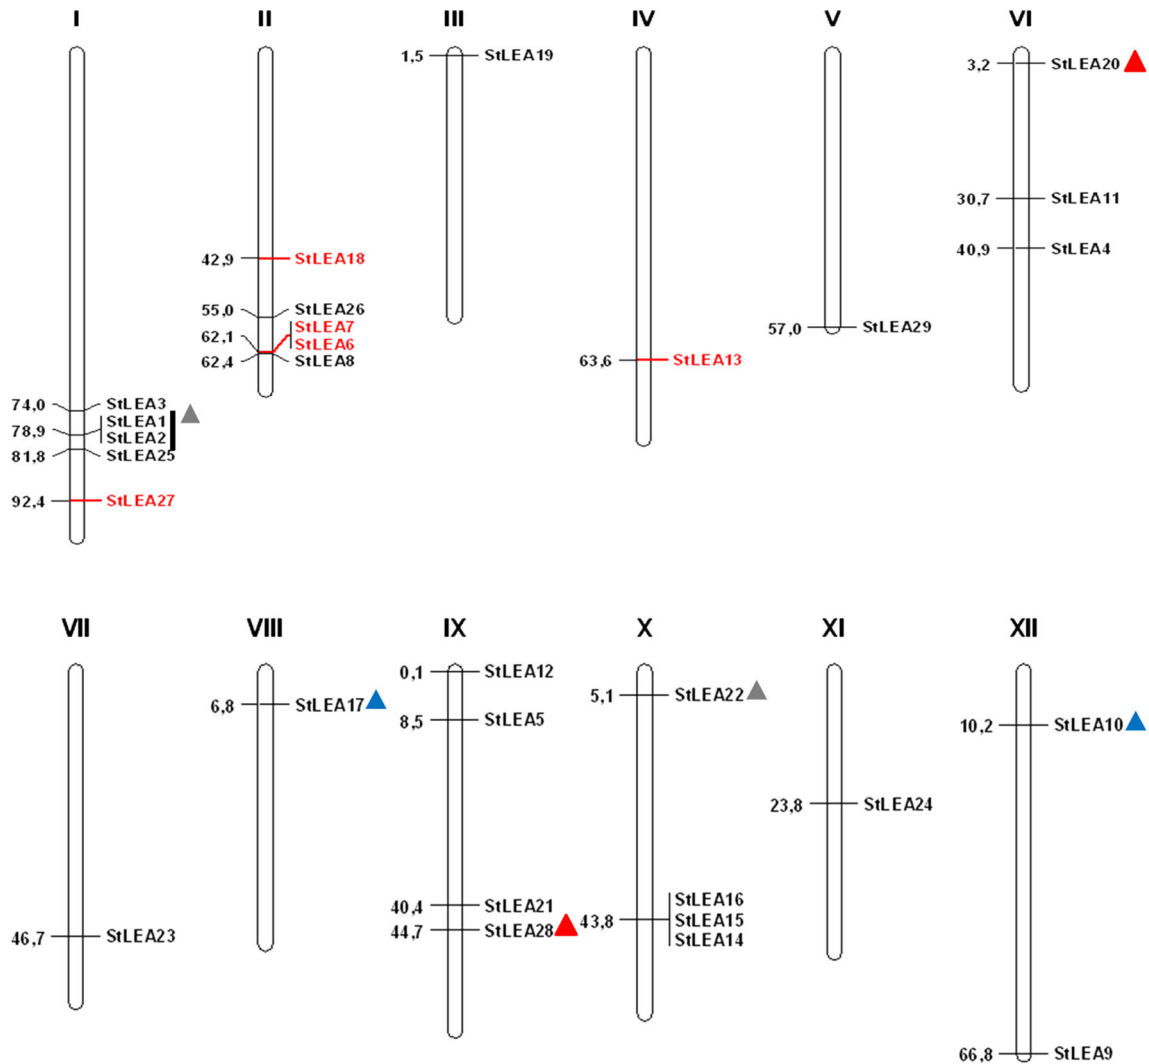 I II III IV V VI
1,5 StLEA19
3,2 StLEA20
30,7 StLEA11
40,9 StLEA4
42,9 StLEA18
55,0 StLEA26
StLEA7
62,1 StLEA6
62,4 StLEA8
57,0 StLEA29
63,6 StLEA13
74,0 StLEA3
StLEA1
78,9 StLEA2
81,8 StLEA25
92,4 StLEA27
VII VIII IX X XI XII
46,7 StLEA23
6,8 StLEA17
0,1 StLEA12
8,5 StLEA5
40,4 StLEA21
44,7 StLEA28
5,1 StLEA22
StLEA16
43,8 StLEA15
StLEA14
23,8 StLEA24
10,2 StLEA10
66,8 StLEA9